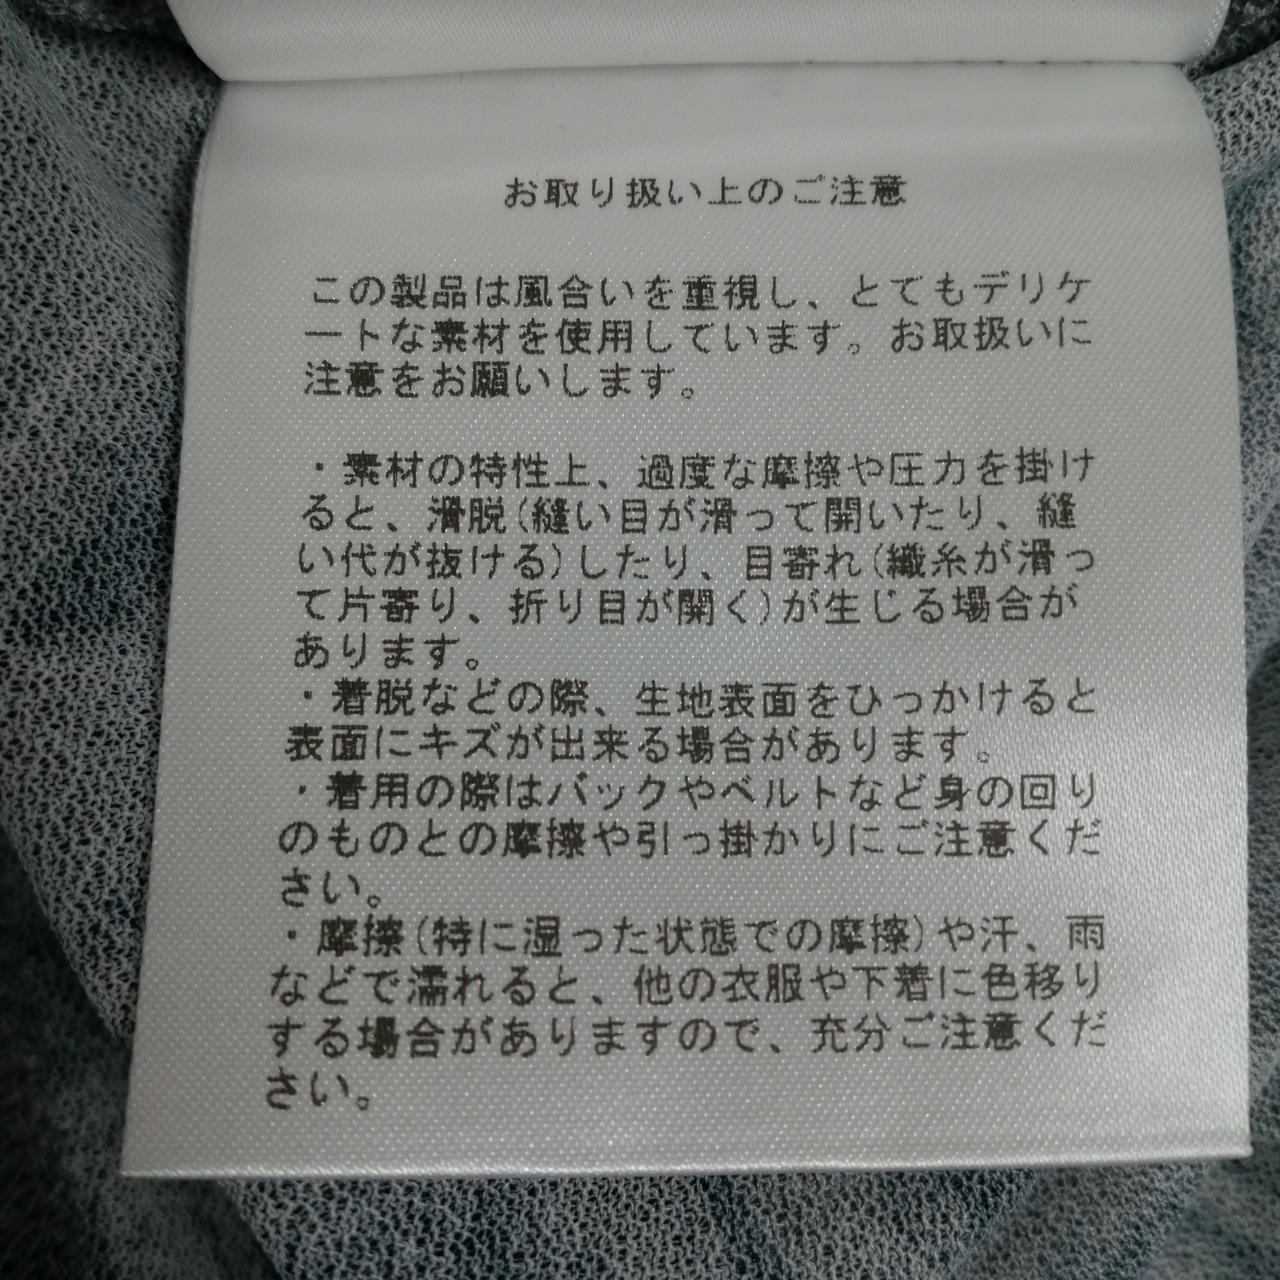 お取り扱い上のご注意
この製品は風合いを重視し、とてもデリケ
ートな素材を使用しています。お取扱いに
注意をお願いします。
・素材の特性上、過度な摩擦や圧力を掛け
ると、滑脱(縫い目が滑って開いたり、縫
い代が抜ける)したり、目寄れ(織糸が滑っ
て片寄り、折り目が開く)が生じる場合が
あります。
・着脱などの際、生地表面をひっかけると
表面にキズが出来る場合があります。
・着用の際はバックやベルトなど身の回り
のものとの摩擦や引っ掛かりにご注意くだ
さい。
・摩擦(特に湿った状態での摩擦)や汗、雨
などで濡れると、他の衣服や下着に色移り
する場合がありますので、充分ご注意くだ
さい。